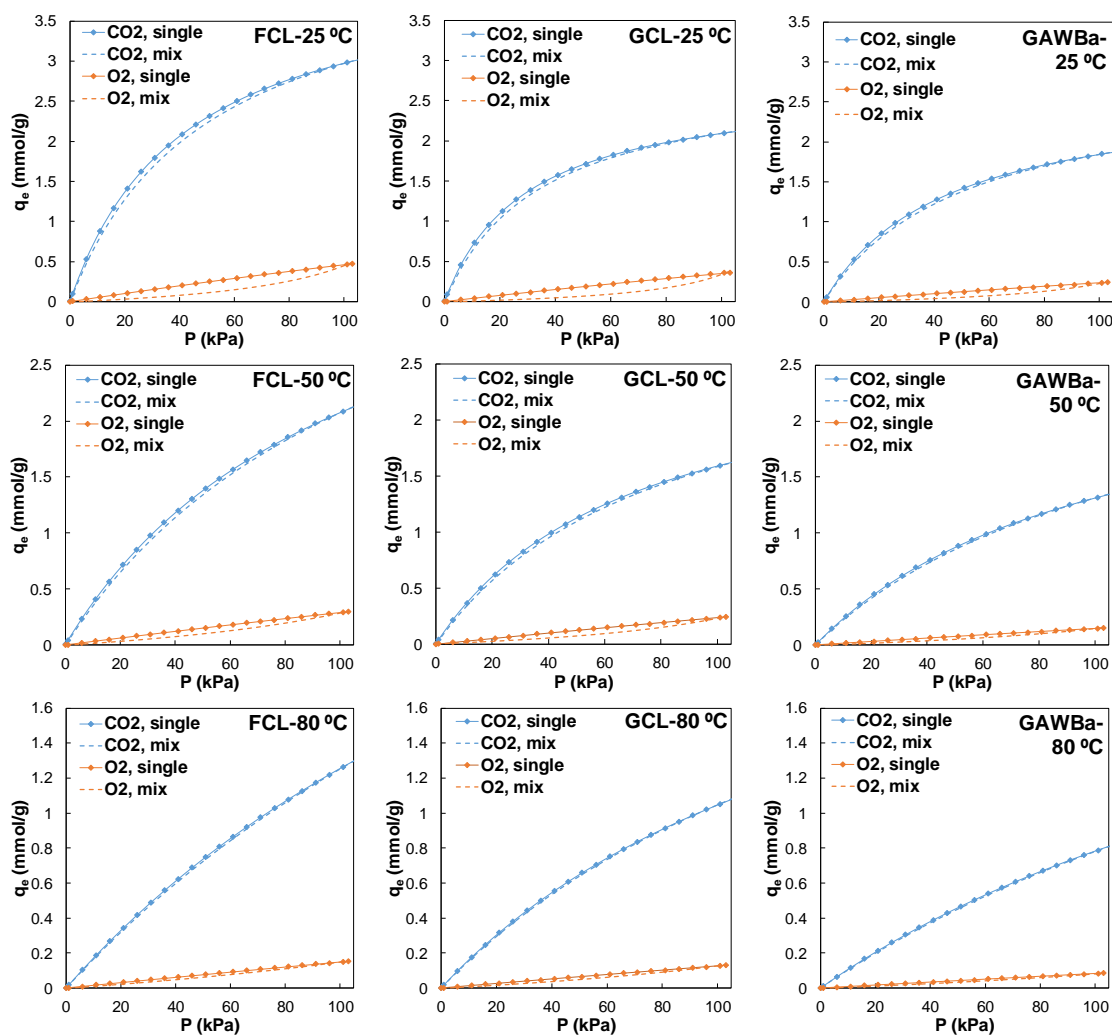 FCL-25 ºC
CO2, single
CO2, mix
O2, single
O2, mix
qe (mmol/g)
3.5
3
2.5
2
1.5
1
0.5
0
0 20 40 60 80 100
P (kPa)
GCL-25 ºC
CO2, single
CO2, mix
O2, single
O2, mix
qe (mmol/g)
3.5
3
2.5
2
1.5
1
0.5
0
0 20 40 60 80 100
P (kPa)
GAWBa-
25 ºC
CO2, single
CO2, mix
O2, single
O2, mix
qe (mmol/g)
3.5
3
2.5
2
1.5
1
0.5
0
0 20 40 60 80 100
P (kPa)
FCL-50 ºC
CO2, single
CO2, mix
O2, single
O2, mix
qe (mmol/g)
2.5
2
1.5
1
0.5
0
0 20 40 60 80 100
P (kPa)
GCL-50 ºC
CO2, single
CO2, mix
O2, single
O2, mix
qe (mmol/g)
2.5
2
1.5
1
0.5
0
0 20 40 60 80 100
P (kPa)
GAWBa-
50 ºC
CO2, single
CO2, mix
O2, single
O2, mix
qe (mmol/g)
2.5
2
1.5
1
0.5
0
0 20 40 60 80 100
P (kPa)
FCL-80 ºC
CO2, single
CO2, mix
O2, single
O2, mix
qe (mmol/g)
1.6
1.4
1.2
1
0.8
0.6
0.4
0.2
0
0 20 40 60 80 100
P (kPa)
GCL-80 ºC
CO2, single
CO2, mix
O2, single
O2, mix
qe (mmol/g)
1.6
1.4
1.2
1
0.8
0.6
0.4
0.2
0
0 20 40 60 80 100
P (kPa)
GAWBa-
80 ºC
CO2, single
CO2, mix
O2, single
O2, mix
qe (mmol/g)
1.6
1.4
1.2
1
0.8
0.6
0.4
0.2
0
0 20 40 60 80 100
P (kPa)